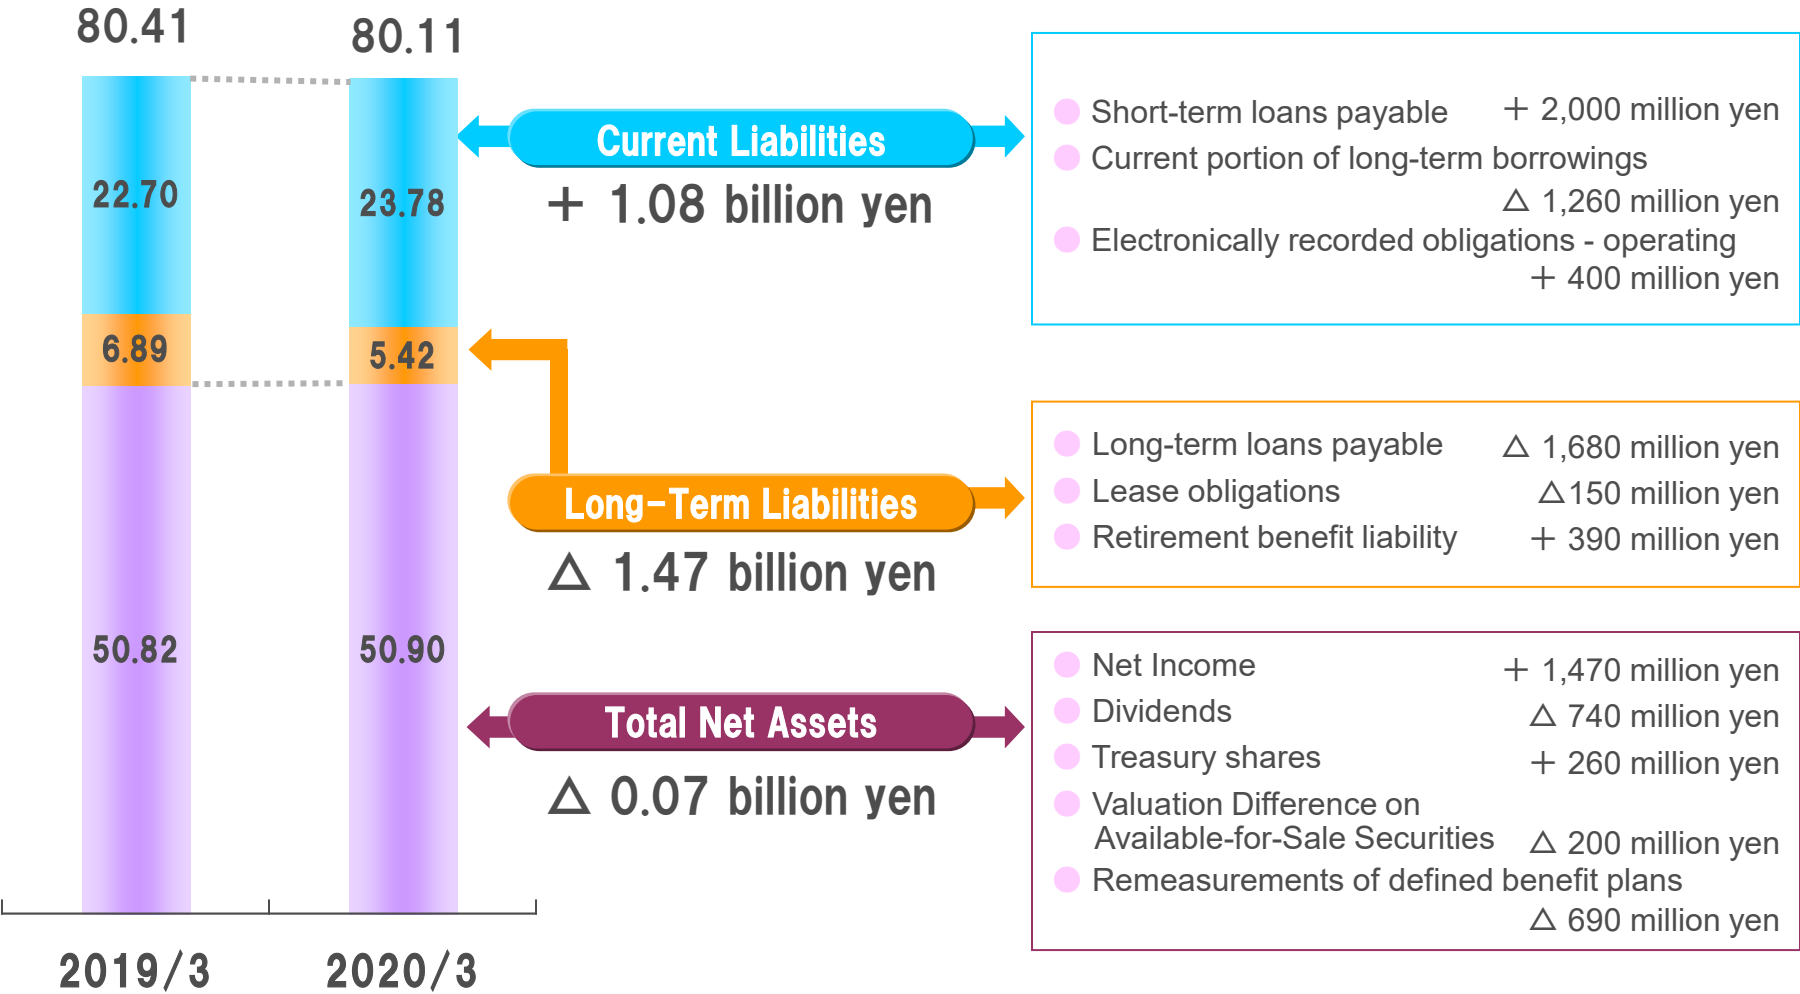 80.41
80.11
22.70
23.78
6.89
5.42
50.82
50.90
2019/3
2020/3
Current Liabilities
＋ 1.08 billion yen
Long-Term Liabilities
△ 1.47 billion yen
Total Net Assets
△ 0.07 billion yen
Short-term loans payable ＋ 2,000 million yen
Current portion of long-term borrowings
△ 1,260 million yen
Electronically recorded obligations - operating
＋ 400 million yen
Long-term loans payable △ 1,680 million yen
Lease obligations △150 million yen
Retirement benefit liability ＋ 390 million yen
Net Income ＋ 1,470 million yen
Dividends △ 740 million yen
Treasury shares ＋ 260 million yen
Valuation Difference on
Available-for-Sale Securities △ 200 million yen
Remeasurements of defined benefit plans
△ 690 million yen